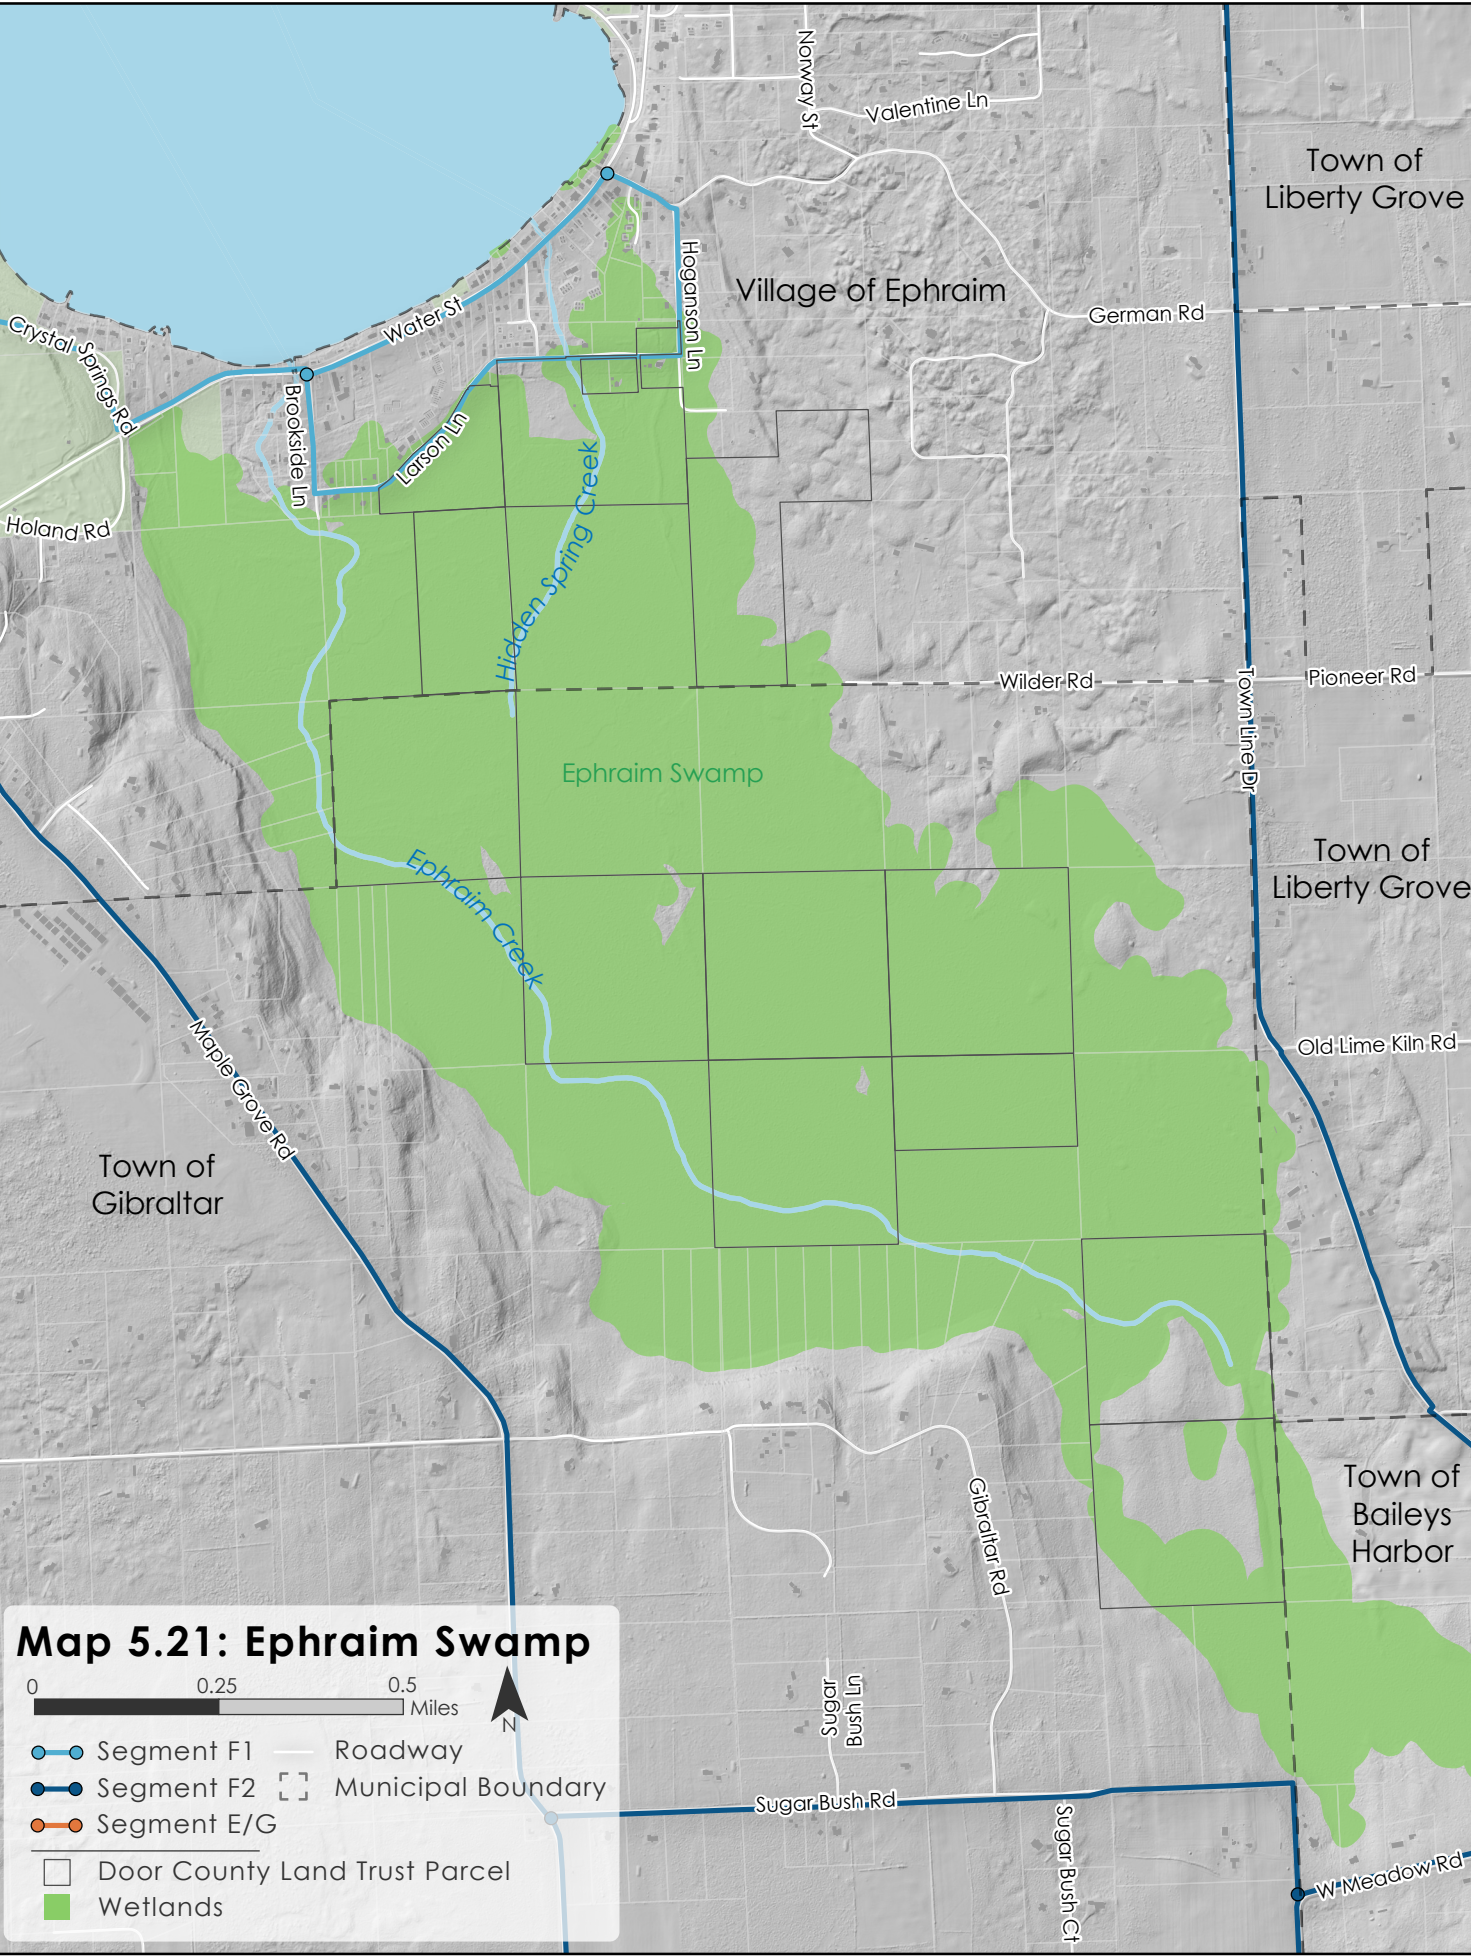 Norway St
Valentine Ln
Town of
Liberty Grove
Hoganson Ln
Village of Ephraim
German Rd
Water St
Crystal Springs Rd
Brookside Ln
Larson Ln
Holand Rd
Hidden Spring Creek
Wilder Rd
Pioneer Rd
Town Line Dr
Ephraim Swamp
Town of
Liberty Grove
Ephraim Creek
Old Lime Kiln Rd
Maple Grove Rd
Town of
Gibraltar
Town of
Baileys
Harbor
Gibraltar Rd
Sugar
Bush Ln
Sugar Bush Rd
Sugar Bush Ct
W Meadow Rd
Map 5.21: Ephraim Swamp
0 0.25 0.5
Miles
N
Segment F1 Roadway
Segment F2 Municipal Boundary
Segment E/G
Door County Land Trust Parcel
Wetlands